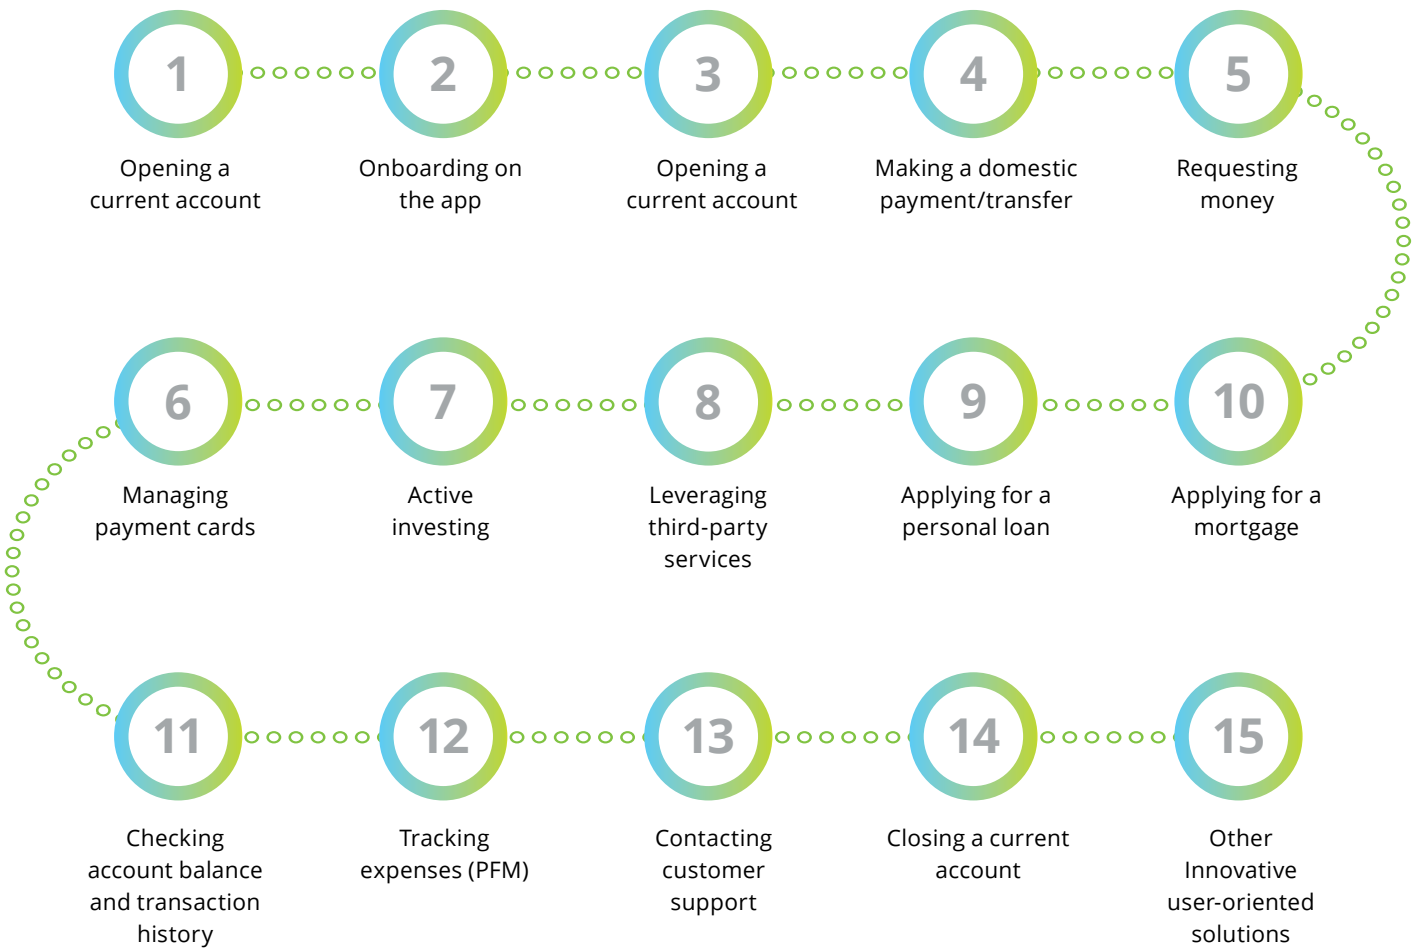 1
Opening a
current account
2
Onboarding on
the app
3
Opening a
current account
4
Making a domestic
payment/transfer
5
Requesting
money
6
Managing
payment cards
7
Active
investing
8
Leveraging
third-party
services
9
Applying for a
personal loan
10
Applying for a
mortgage
11
Checking
account balance
and transaction
history
12
Tracking
expenses (PFM)
13
Contacting
customer
support
14
Closing a current
account
15
Other
Innovative
user-oriented
solutions